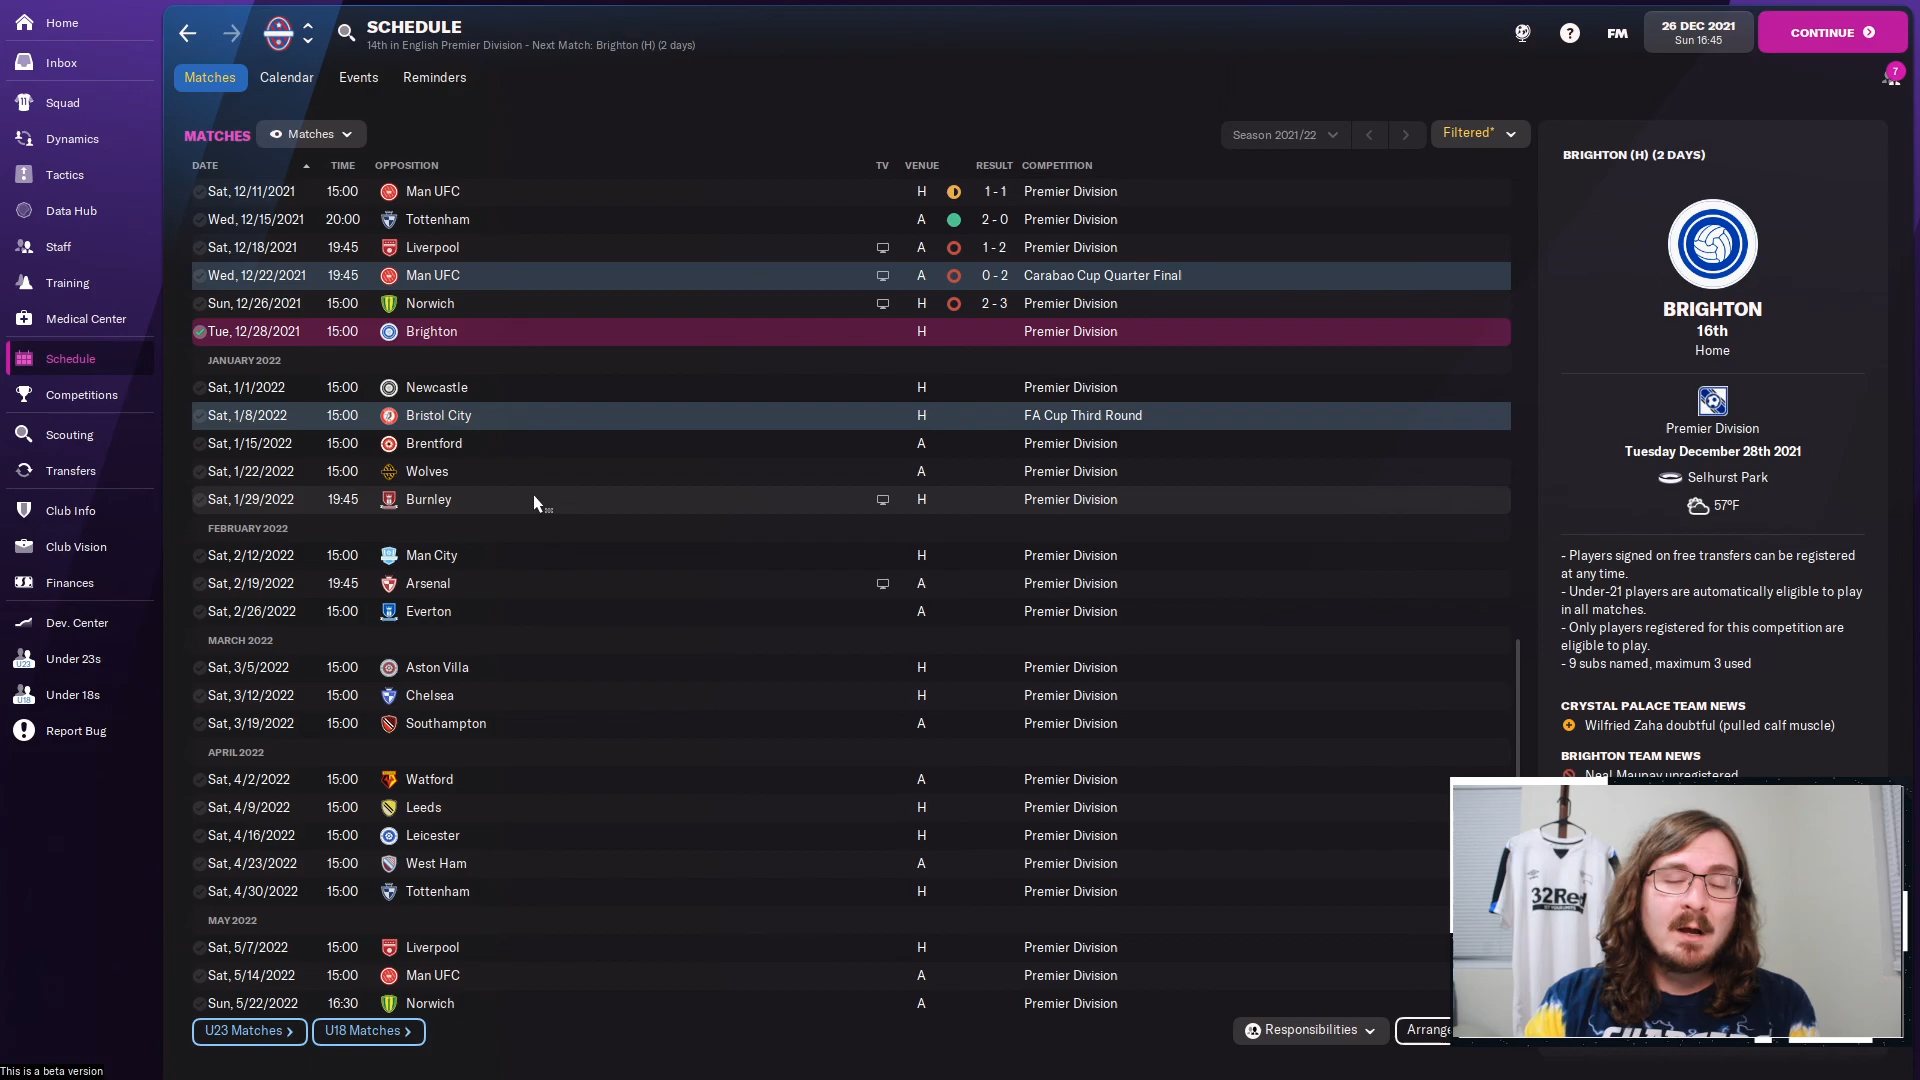 Home
Inbox
Squad
Dynamics
Tactics
Data Hub
Staff
Training
Medical Center
Schedule
Competitions
Scouting
Transfers
Club Info
Club Vision
Finances
Dev. Center
U23 Under 23s
U18 Under 18s
Report Bug
This is a beta version
SCHEDULE
14th in English Premier Division - Next Match: Brighton (H) (2 days)
FM
26 DEC 2021
Sun 16:45
CONTINUE
7
Matches Calendar Events Reminders
MATCHES Matches
Season 2021/22 Filtered*
DATE TIME OPPOSITION TV VENUE RESULT COMPETITION
Sat, 12/11/2021 15:00 Man UFC H 1 - 1 Premier Division
Wed, 12/15/2021 20:00 Tottenham A 2 - 0 Premier Division
Sat, 12/18/2021 19:45 Liverpool A 1 - 2 Premier Division
Wed, 12/22/2021 19:45 Man UFC A 0 - 2 Carabao Cup Quarter Final
Sun, 12/26/2021 15:00 Norwich H 2 - 3 Premier Division
Tue, 12/28/2021 15:00 Brighton H Premier Division
JANUARY 2022
Sat, 1/1/2022 15:00 Newcastle H Premier Division
Sat, 1/8/2022 15:00 Bristol City H FA Cup Third Round
Sat, 1/15/2022 15:00 Brentford A Premier Division
Sat, 1/22/2022 15:00 Wolves A Premier Division
Sat, 1/29/2022 19:45 Burnley H Premier Division
FEBRUARY 2022
Sat, 2/12/2022 15:00 Man City H Premier Division
Sat, 2/19/2022 19:45 Arsenal A Premier Division
Sat, 2/26/2022 15:00 Everton A Premier Division
MARCH 2022
Sat, 3/5/2022 15:00 Aston Villa H Premier Division
Sat, 3/12/2022 15:00 Chelsea H Premier Division
Sat, 3/19/2022 15:00 Southampton A Premier Division
APRIL 2022
Sat, 4/2/2022 15:00 Watford A Premier Division
Sat, 4/9/2022 15:00 Leeds H Premier Division
Sat, 4/16/2022 15:00 Leicester H Premier Division
Sat, 4/23/2022 15:00 West Ham A Premier Division
Sat, 4/30/2022 15:00 Tottenham H Premier Division
MAY 2022
Sat, 5/7/2022 15:00 Liverpool H Premier Division
Sat, 5/14/2022 15:00 Man UFC A Premier Division
Sun, 5/22/2022 16:30 Norwich A Premier Division
U23 Matches U18 Matches
Responsibilities Arrange
BRIGHTON (H) (2 DAYS)
BRIGHTON
16th
Home
Premier Division
Tuesday December 28th 2021
Selhurst Park
57ºF
- Players signed on free transfers can be registered
at any time.
- Under-21 players are automatically eligible to play
in all matches.
- Only players registered for this competition are
eligible to play.
- 9 subs named, maximum 3 used
CRYSTAL PALACE TEAM NEWS
Wilfried Zaha doubtful (pulled calf muscle)
BRIGHTON TEAM NEWS
Neal Maupay unregistered
32Red